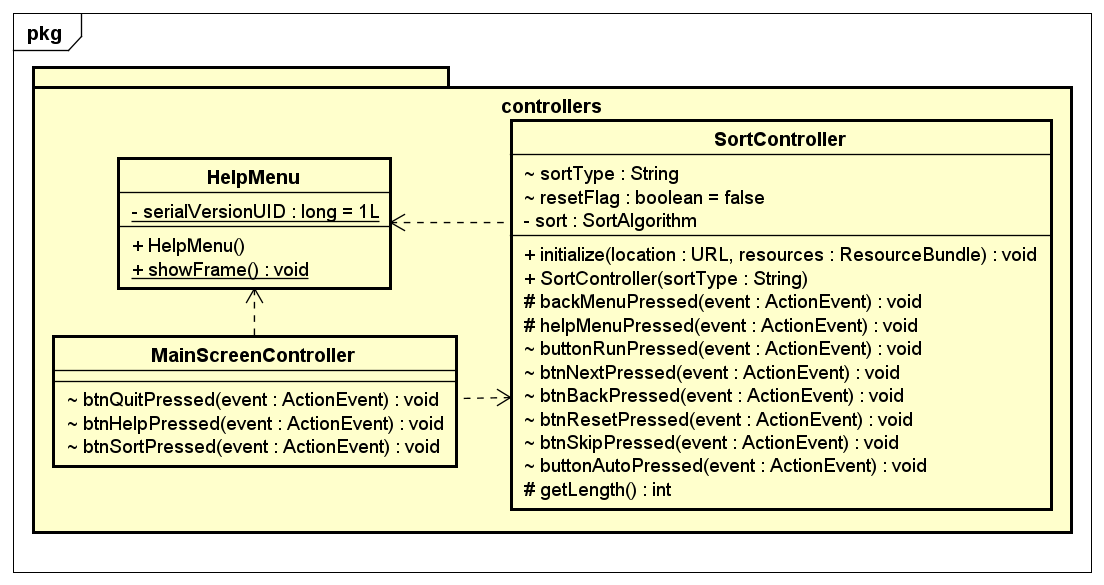 pkg
controllers
HelpMenu
- serialVersionUID : long = 1L
+ HelpMenu()
+ showFrame() : void
MainScreenController
~ btnQuitPressed(event : ActionEvent) : void
~ btnHelpPressed(event : ActionEvent) : void
~ btnSortPressed(event : ActionEvent) : void
SortController
~ sortType : String
~ resetFlag : boolean = false
- sort : SortAlgorithm
+ initialize(location : URL, resources : ResourceBundle) : void
+ SortController(sortType : String)
# backMenuPressed(event : ActionEvent) : void
# helpMenuPressed(event : ActionEvent) : void
~ buttonRunPressed(event : ActionEvent) : void
~ btnNextPressed(event : ActionEvent) : void
~ btnBackPressed(event : ActionEvent) : void
~ btnResetPressed(event : ActionEvent) : void
~ btnSkipPressed(event : ActionEvent) : void
~ buttonAutoPressed(event : ActionEvent) : void
# getLength() : int